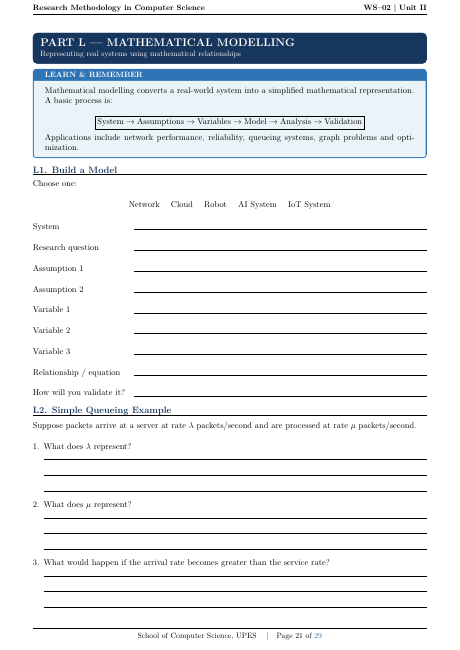 Research Methodology in Computer Science WS–02 | Unit II
PART L — MATHEMATICAL MODELLING
Representing real systems using mathematical relationships
LEARN & REMEMBER
Mathematical modelling converts a real-world system into a simplified mathematical representation.
A basic process is:
System → Assumptions → Variables → Model → Analysis → Validation
Applications include network performance, reliability, queueing systems, graph problems and opti-
mization.
L1. Build a Model
Choose one:
Network Cloud Robot AI System IoT System
System
Research question
Assumption 1
Assumption 2
Variable 1
Variable 2
Variable 3
Relationship / equation
How will you validate it?
L2. Simple Queueing Example
Suppose packets arrive at a server at rate λ packets/second and are processed at rate μ packets/second.
1. What does λ represent?
2. What does μ represent?
3. What would happen if the arrival rate becomes greater than the service rate?
School of Computer Science, UPES | Page 21 of 29